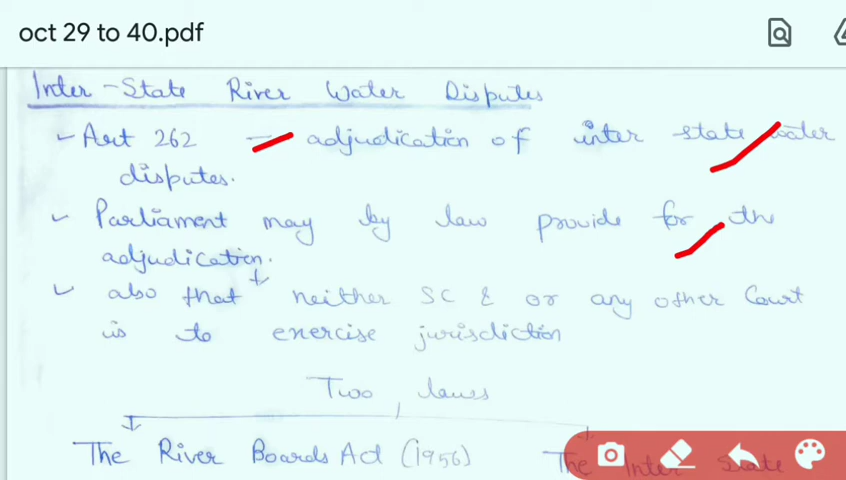 oct 29 to 40.pdf
Inter-State River Water Disputes
Art 262 — adjudication of inter state water
disputes.
Parliament may by law provide for the
adjudication.
also that neither SC & or any other Court
is to exercise jurisdiction
Two laws
The River Boards Act (1956) The Inter State